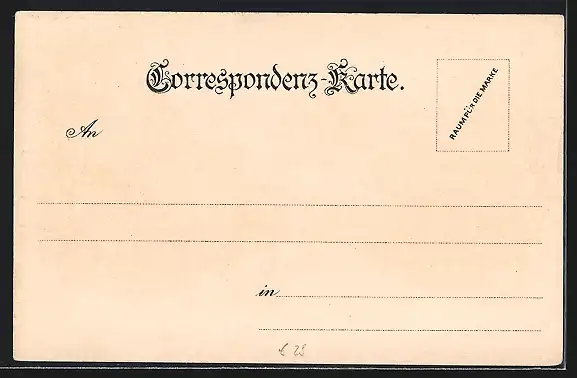 Correspondenz-Karte.
RAUM FÜR DIE MARKE
An
in